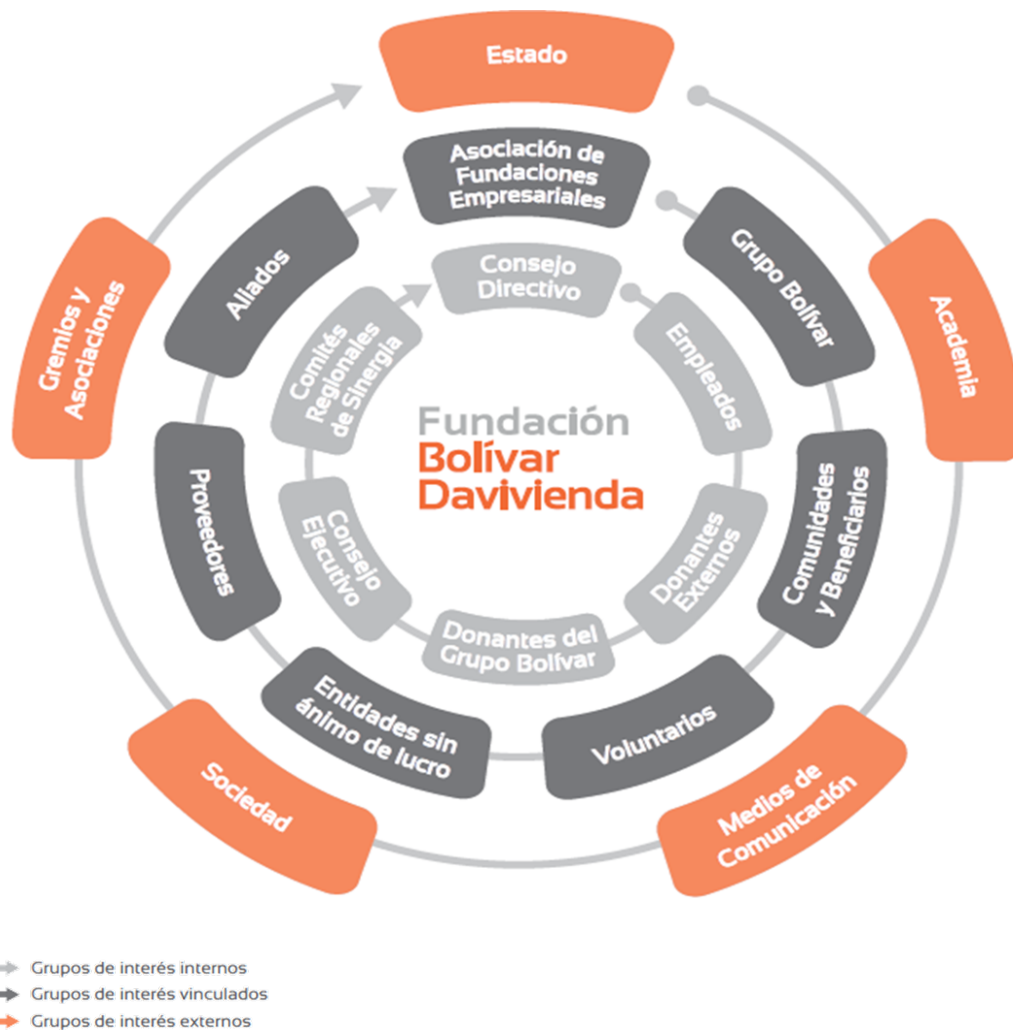 Estado
Asociación de
Fundaciones
Empresariales
Consejo
Directivo
Grupo Bolívar
Empleados
Academia
Comunidades
y Beneficiarios
Donantes
Externos
Medios de
Comunicación
Voluntarios
Donantes del
Grupo Bolívar
Entidades sin
ánimo de lucro
Sociedad
Consejo
Ejecutivo
Proveedores
Gremios y
Asociaciones
Aliados
Comités
Regionales
de Sinergia
Fundación
Bolívar
Davivienda
Grupos de interés internos
Grupos de interés vinculados
Grupos de interés externos